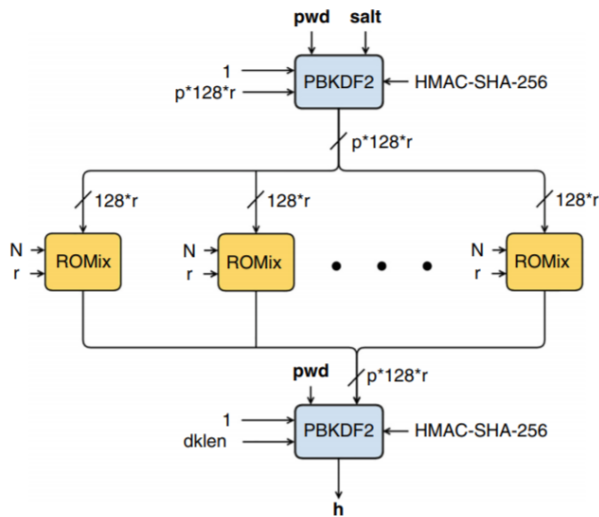 pwd salt
1
p*128*r
PBKDF2
HMAC-SHA-256
p*128*r
128*r 128*r 128*r
N
r
ROMix
N
r
ROMix
N
r
ROMix
pwd
p*128*r
1
dklen
PBKDF2
HMAC-SHA-256
h